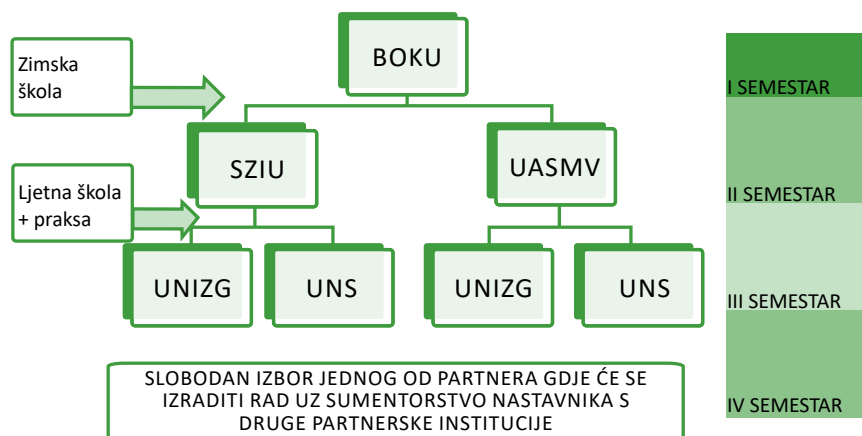 BOKU
Zimska
škola
I SEMESTAR
SZIU
UASMV
Ljetna škola
+ praksa
II SEMESTAR
UNIZG
UNS
UNIZG
UNS
III SEMESTAR
SLOBODAN IZBOR JEDNOG OD PARTNERA GDJE ĆE SE
IZRADITI RAD UZ SUMENTORSTVO NASTAVNIKA S
DRUGE PARTNERSKE INSTITUCIJE
IV SEMESTAR